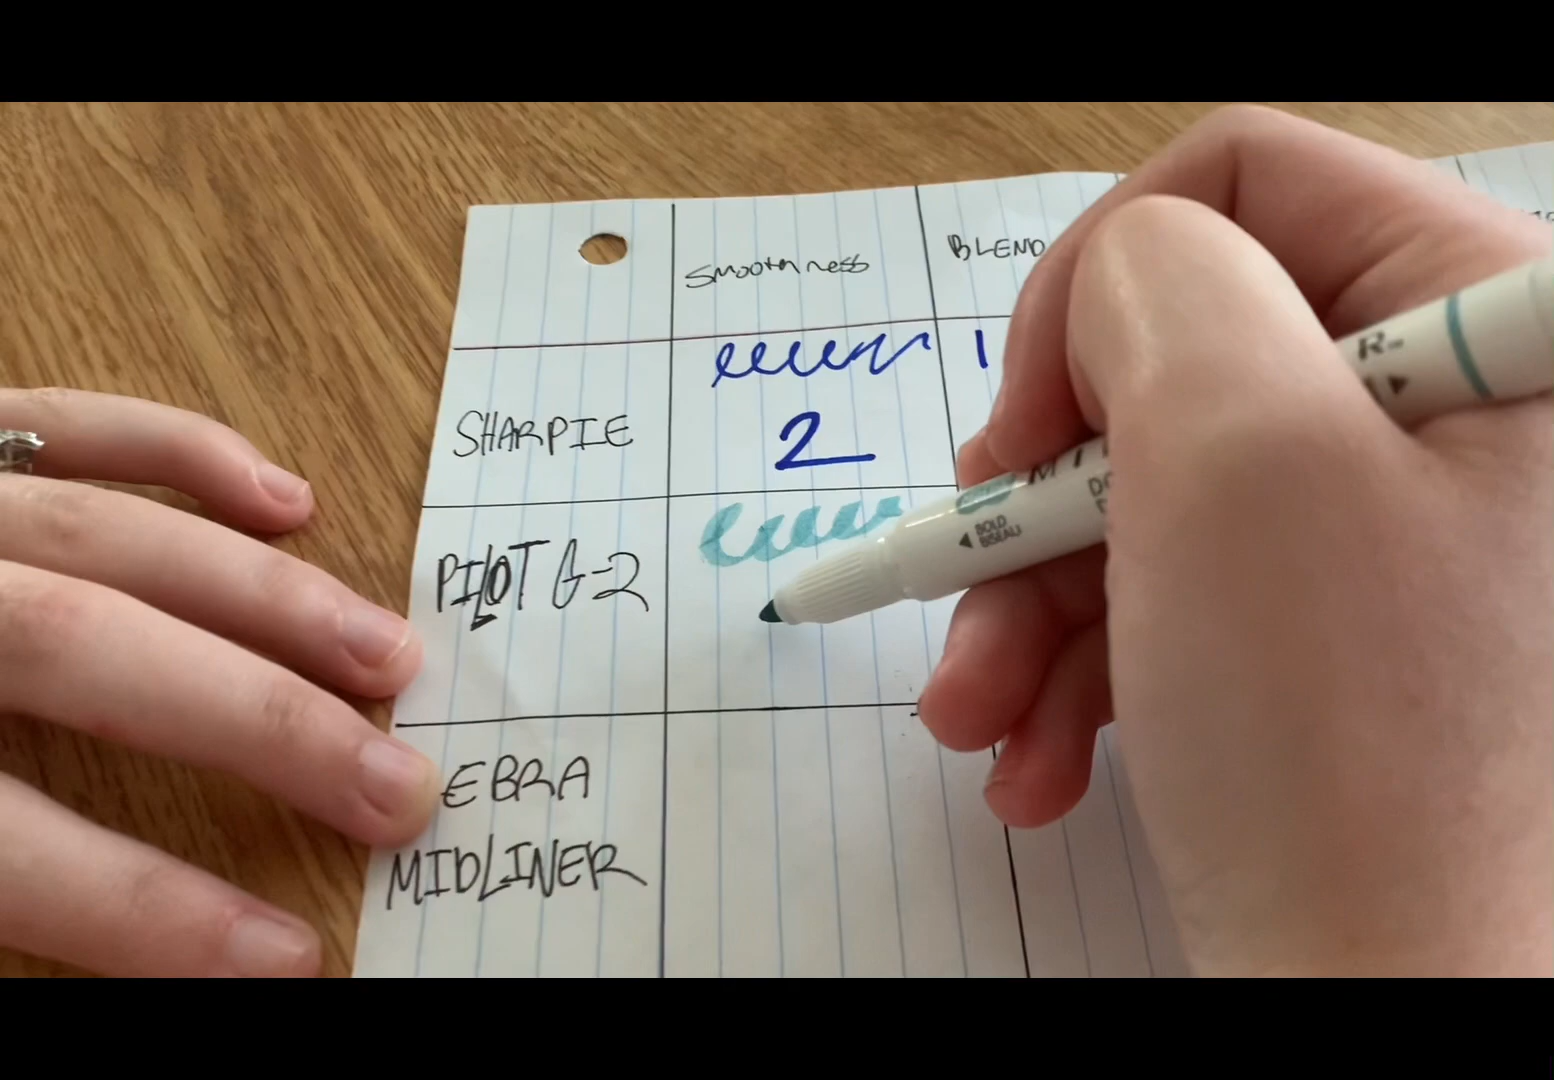 Smoothness
BLEND
1
SHARPIE
2
PILOT G-2
EBRA
MIDLINER
BOLD
BISEAU
R-